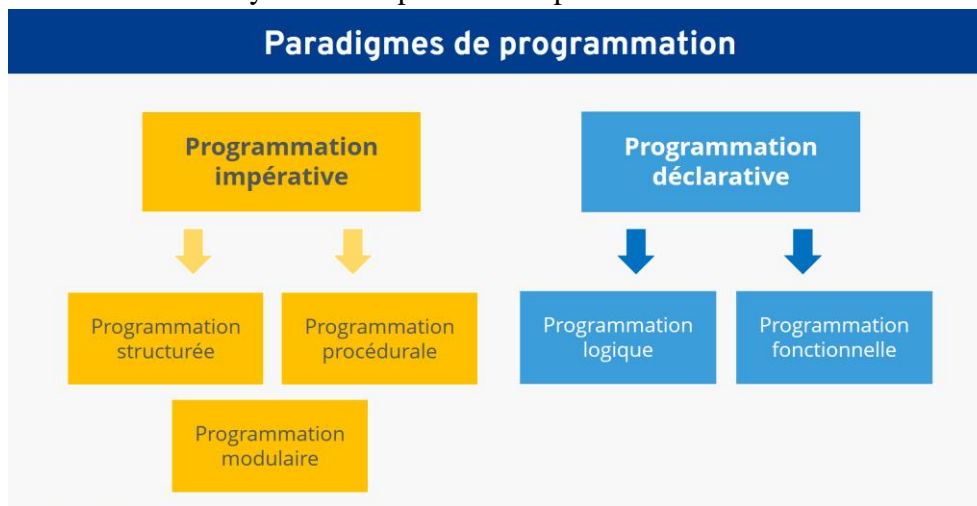 Paradigmes de programmation
Programmation
impérative
Programmation
déclarative
Programmation
structurée
Programmation
procédurale
Programmation
logique
Programmation
fonctionnelle
Programmation
modulaire